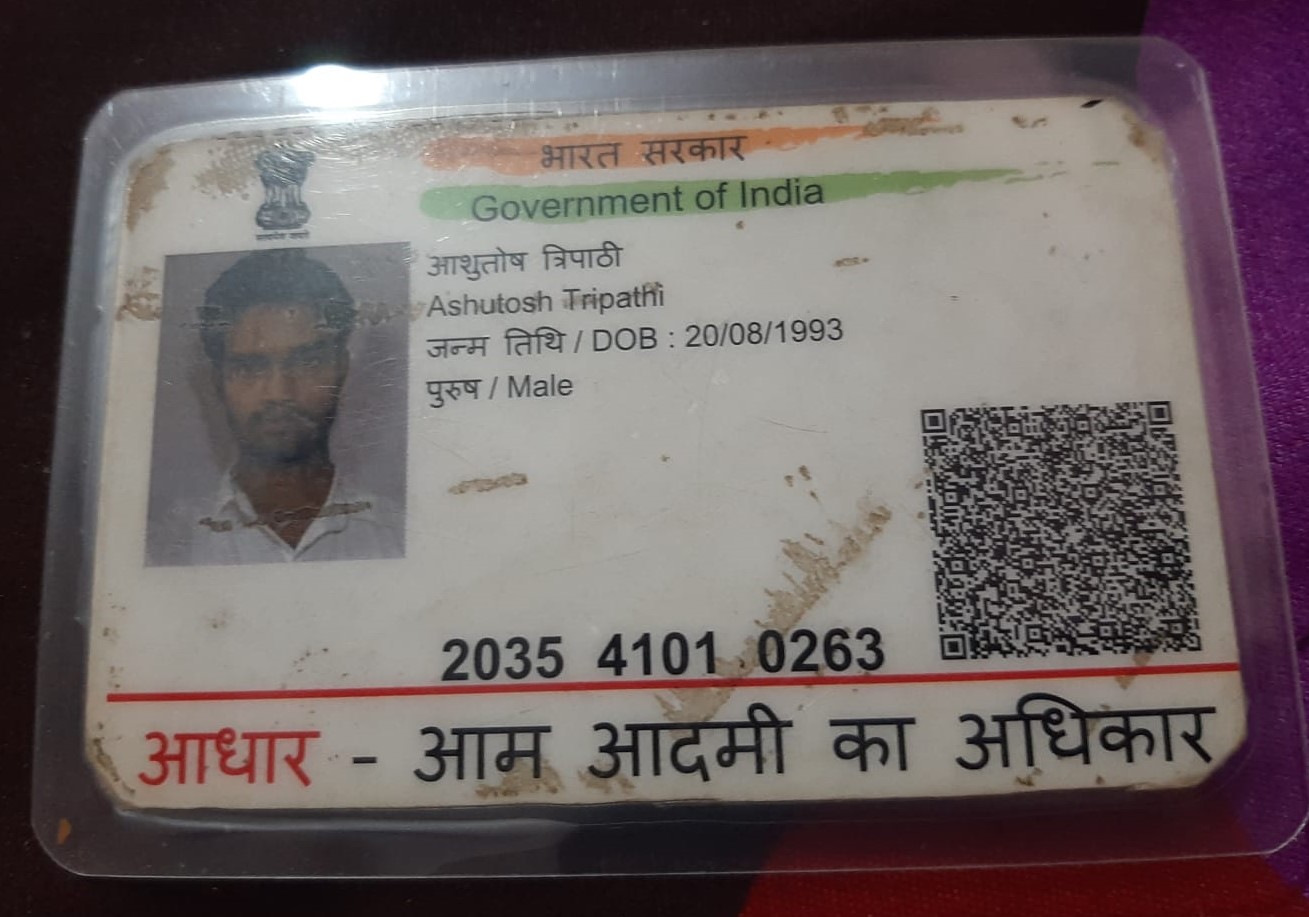 भारत सरकार
Government of India
आशुतोष त्रिपाठी
Ashutosh Tripathi
जन्म तिथि / DOB : 20/08/1993
पुरुष / Male
2035 4101 0263
आधार - आम आदमी का अधिकार